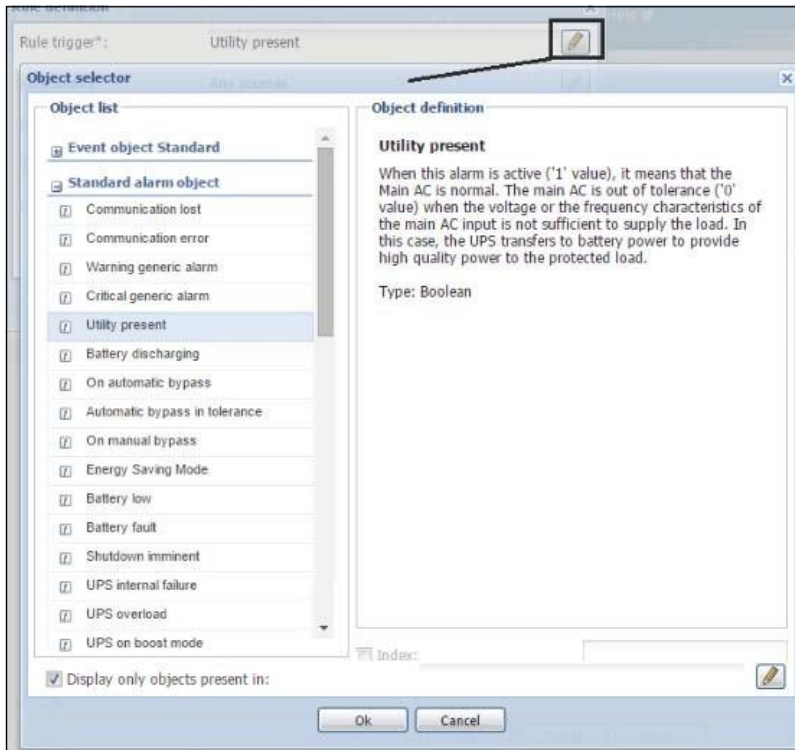 Rule definition
Rule trigger*: Utility present
Object selector
Any sources
Object list
Event object Standard
Standard alarm object
Communication lost
Communication error
Warning generic alarm
Critical generic alarm
Utility present
Battery discharging
On automatic bypass
Automatic bypass in tolerance
On manual bypass
Energy Saving Mode
Battery low
Battery fault
Shutdown imminent
UPS internal failure
UPS overload
UPS on boost mode
Object definition
Utility present
When this alarm is active ('1' value), it means that the
Main AC is normal. The main AC is out of tolerance ('0'
value) when the voltage or the frequency characteristics of
the main AC input is not sufficient to supply the load. In
this case, the UPS transfers to battery power to provide
high quality power to the protected load.
Type: Boolean
Index:
Display only objects present in:
Ok Cancel